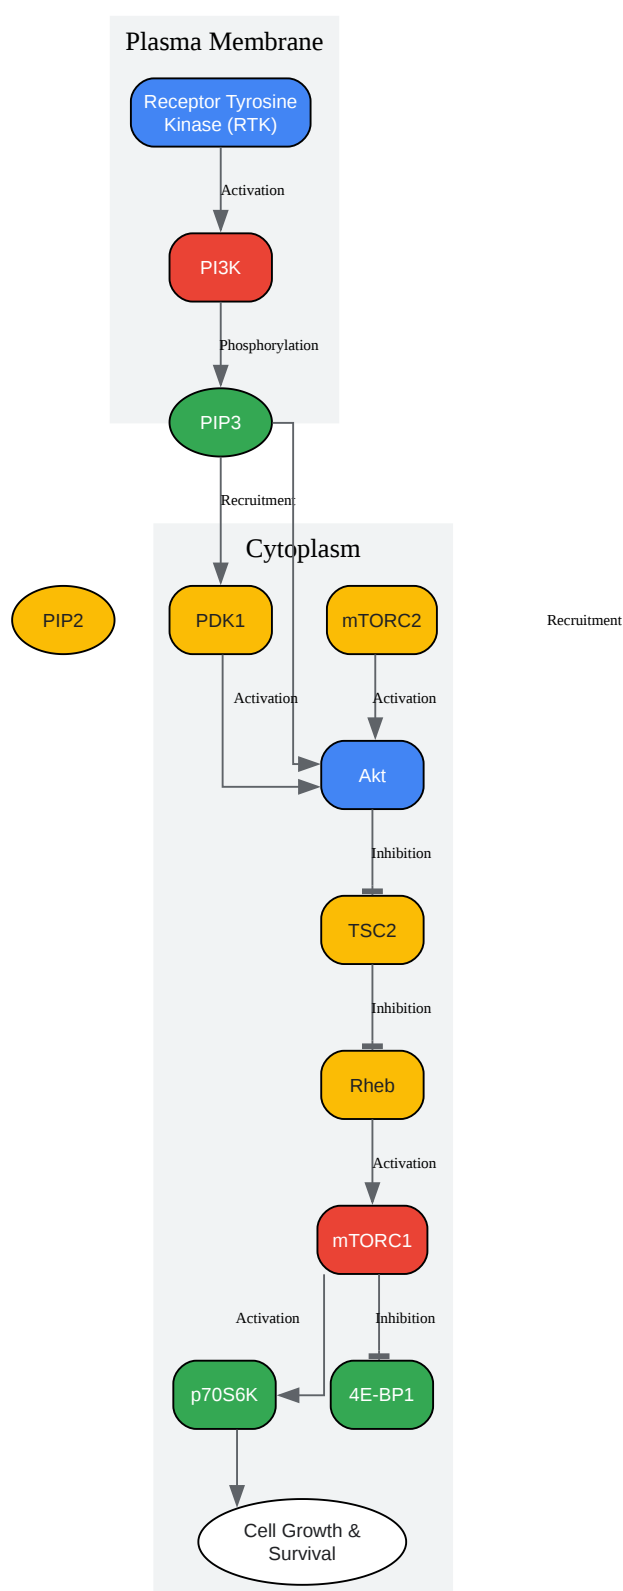 Plasma Membrane
Receptor Tyrosine
Kinase (RTK)
Activation
PI3K
Phosphorylation
PIP3
Recruitment
Cytoplasm
PIP2
PDK1
mTORC2
Recruitment
Activation
Activation
Akt
Inhibition
TSC2
Inhibition
Rheb
Activation
mTORC1
Activation
Inhibition
p70S6K
4E-BP1
Cell Growth &
Survival